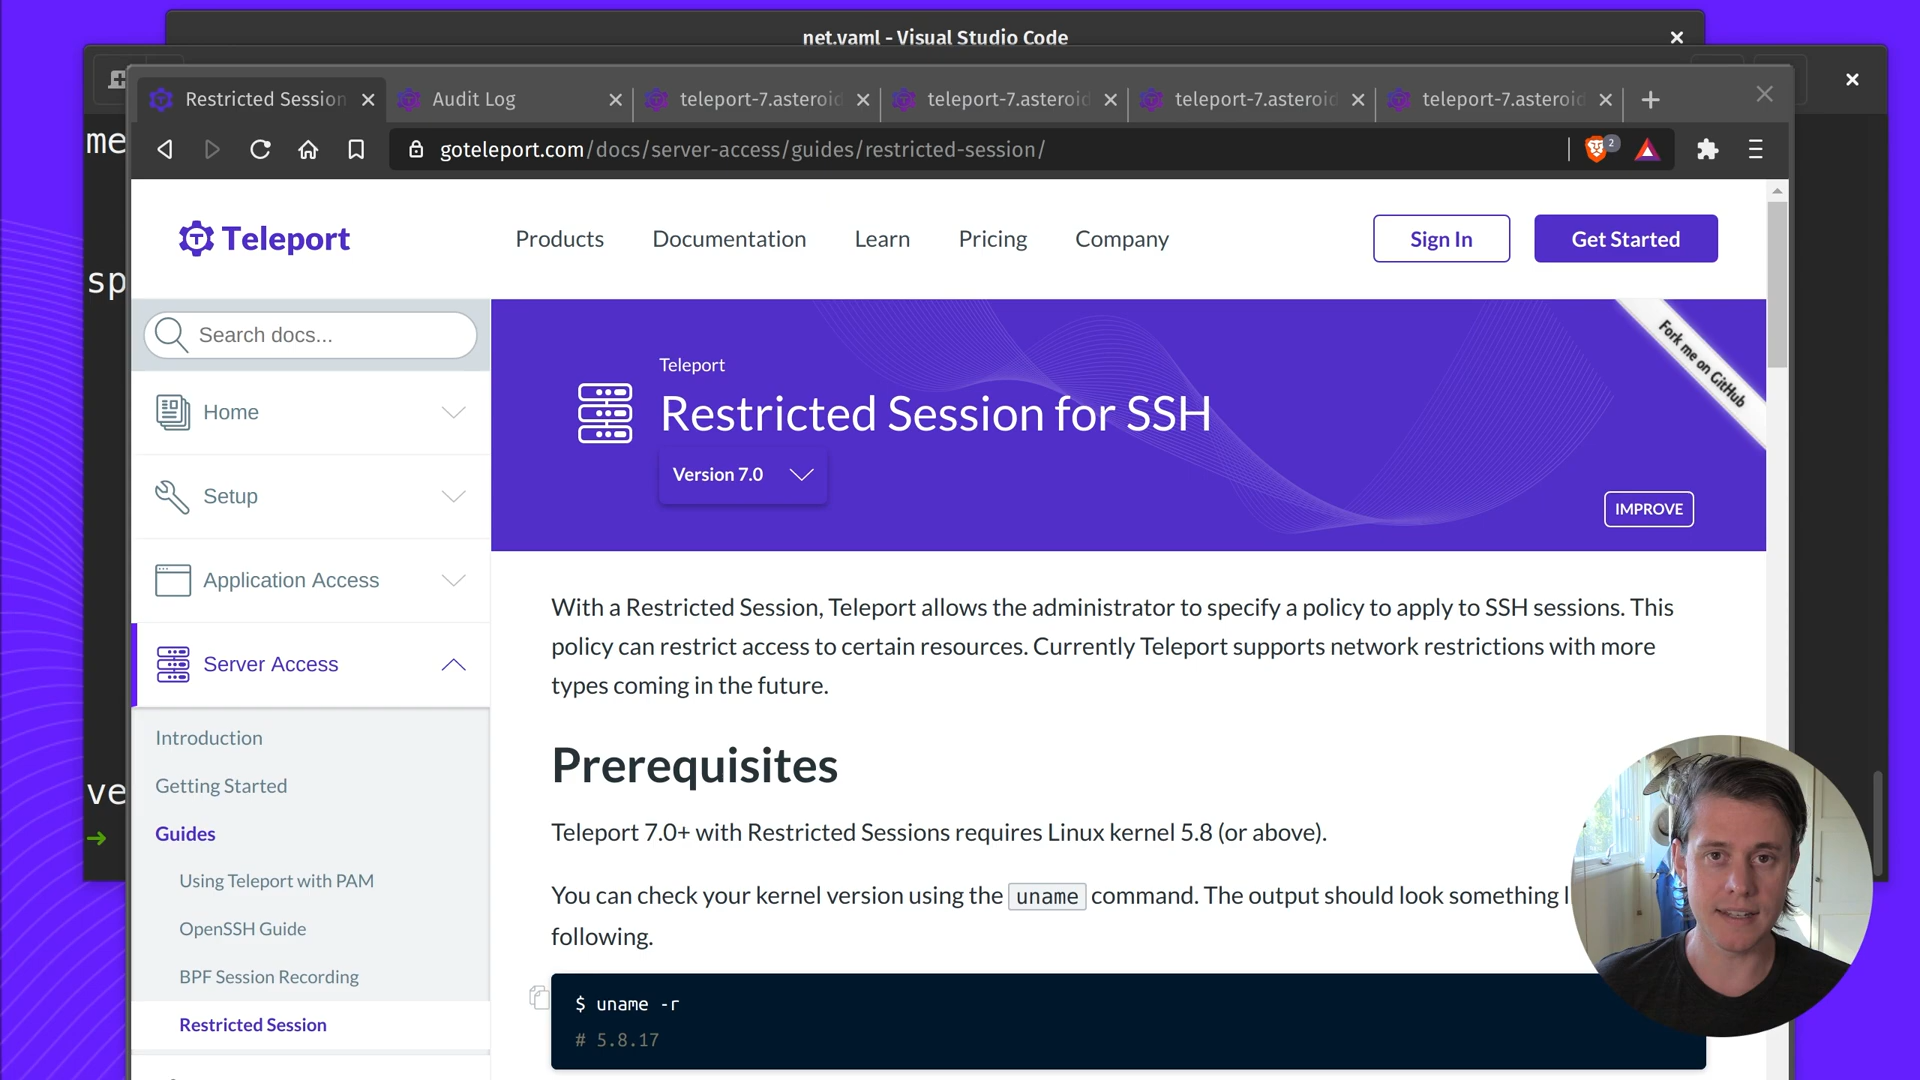 net.yaml - Visual Studio Code
Restricted Session
Audit Log
teleport-7.asteroid
teleport-7.asteroid
teleport-7.asteroid
teleport-7.asteroid
goteleport.com/docs/server-access/guides/restricted-session/
2
me
sp
ve
Teleport
Products
Documentation
Learn
Pricing
Company
Sign In
Get Started
Search docs...
Home
Setup
Application Access
Server Access
Introduction
Getting Started
Guides
Using Teleport with PAM
OpenSSH Guide
BPF Session Recording
Restricted Session
Fork me on GitHub
Teleport
Restricted Session for SSH
Version 7.0
IMPROVE
With a Restricted Session, Teleport allows the administrator to specify a policy to apply to SSH sessions. This
policy can restrict access to certain resources. Currently Teleport supports network restrictions with more
types coming in the future.
Prerequisites
Teleport 7.0+ with Restricted Sessions requires Linux kernel 5.8 (or above).
You can check your kernel version using the uname command. The output should look something
following.
$ uname -r
# 5.8.17